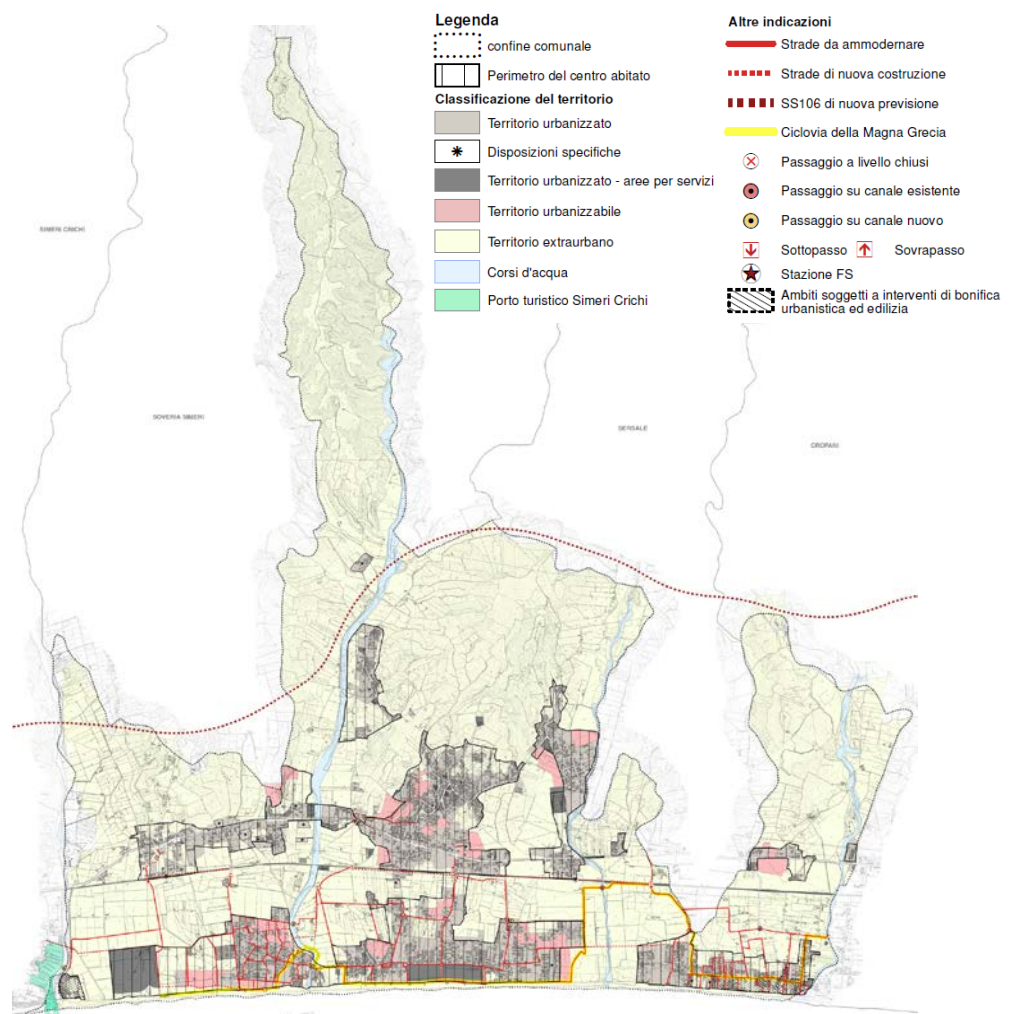 Legenda
confine comunale
Perimetro del centro abitato
Classificazione del territorio
Territorio urbanizzato
Disposizioni specifiche
Territorio urbanizzato - aree per servizi
Territorio urbanizzabile
Territorio extraurbano
Corsi d'acqua
Porto turistico Simeri Crichi
Altre indicazioni
Strade da ammodernare
Strade di nuova costruzione
SS106 di nuova previsione
Ciclovia della Magna Grecia
Passaggio a livello chiusi
Passaggio su canale esistente
Passaggio su canale nuovo
Sottopasso Sovrapasso
Stazione FS
Ambiti soggetti a interventi di bonifica
urbanistica ed edilizia
SIMERI CRICHI
SOVERIA SIMERI
SERSALE
CROPANI